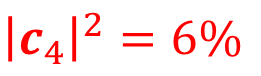 |c₄|² = 6%